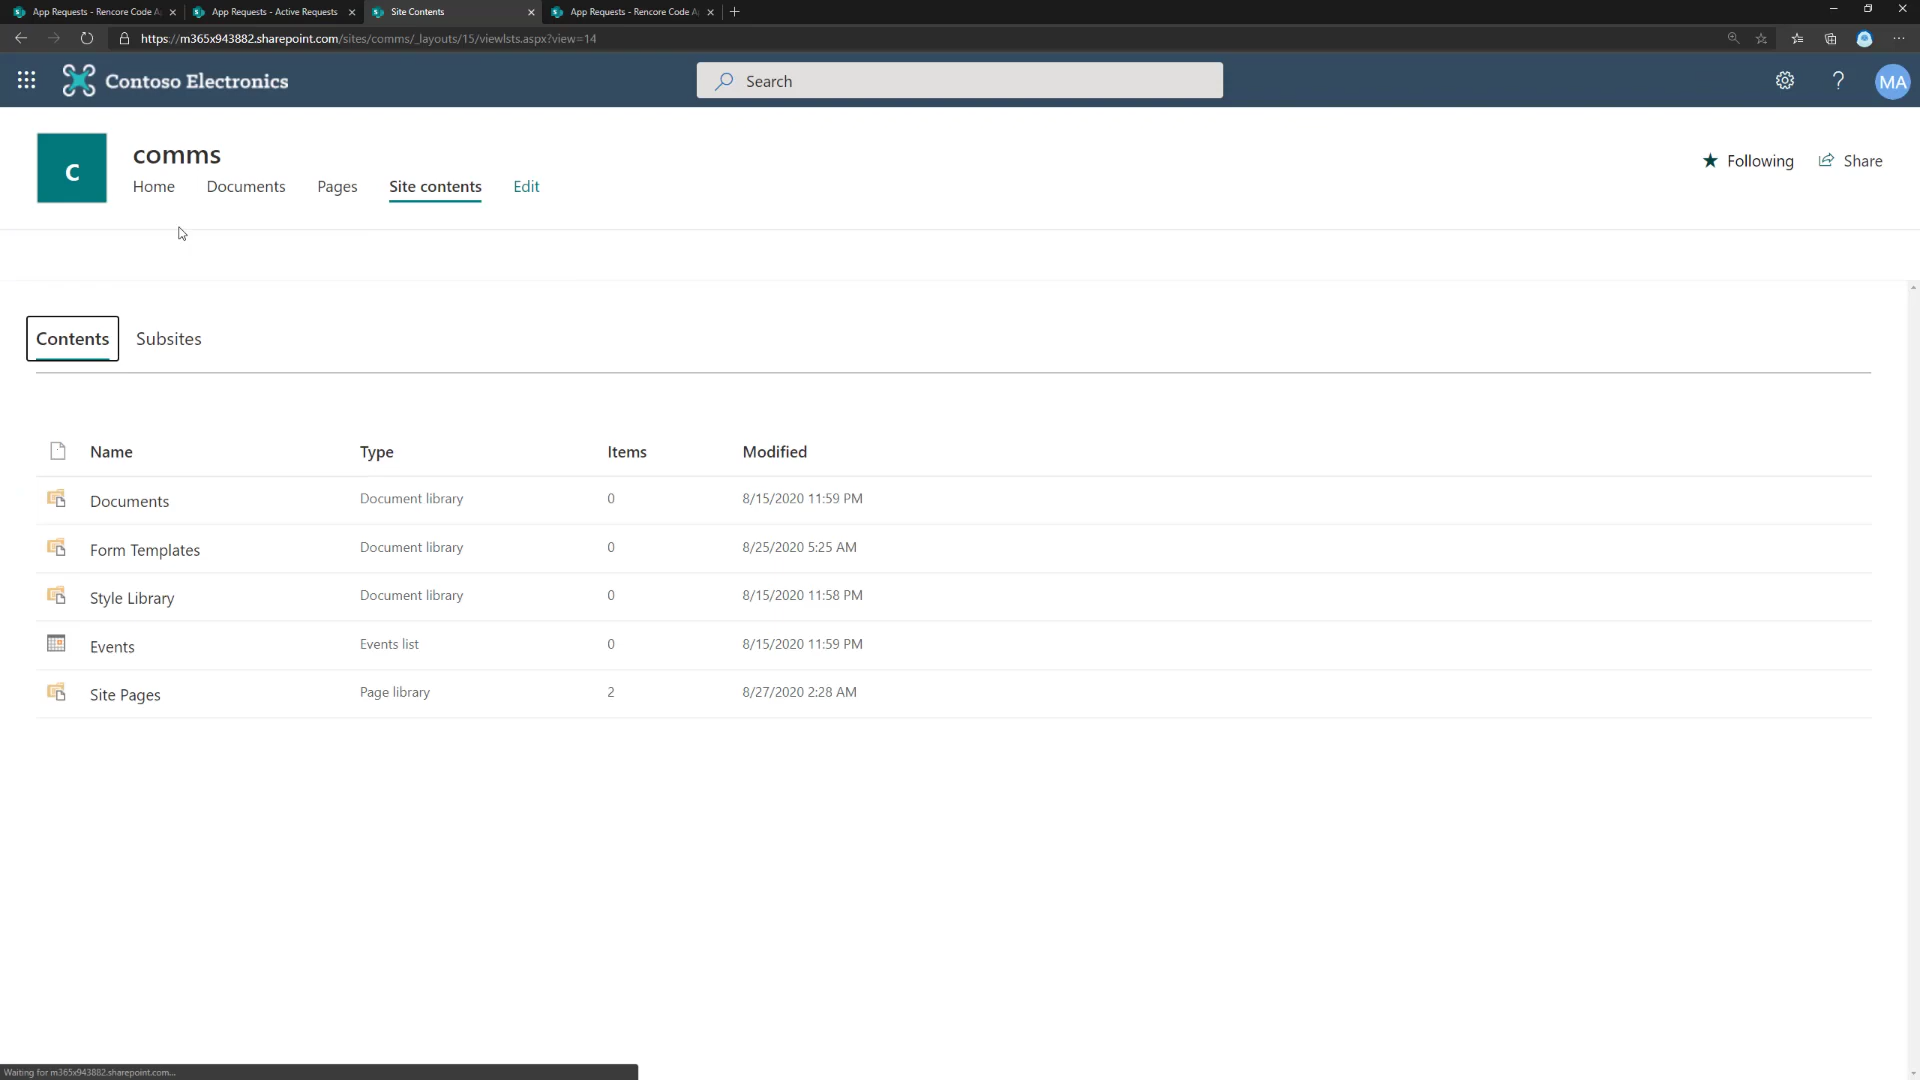 App Requests - Rencore Code A
App Requests - Active Requests
Site Contents
App Requests - Rencore Code A
https://m365x943882.sharepoint.com/sites/comms/_layouts/15/viewlsts.aspx?view=14
Contoso Electronics
Search
?
MA
C
comms
Following
Share
Home
Documents
Pages
Site contents
Edit
Contents
Subsites
Name Type Items Modified
Documents Document library 0 8/15/2020 11:59 PM
Form Templates Document library 0 8/25/2020 5:25 AM
Style Library Document library 0 8/15/2020 11:58 PM
Events Events list 0 8/15/2020 11:59 PM
Site Pages Page library 2 8/27/2020 2:28 AM
Waiting for m365x943882.sharepoint.com...